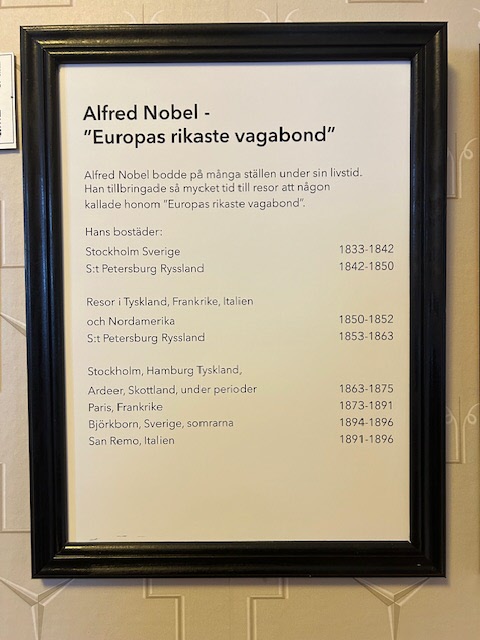 Alfred Nobel -
”Europas rikaste vagabond”
Alfred Nobel bodde på många ställen under sin livstid.
Han tillbringade så mycket tid till resor att någon
kallade honom ”Europas rikaste vagabond”.
Hans bostäder:
Stockholm Sverige 1833-1842
S:t Petersburg Ryssland 1842-1850
Resor i Tyskland, Frankrike, Italien
och Nordamerika 1850-1852
S:t Petersburg Ryssland 1853-1863
Stockholm, Hamburg Tyskland,
Ardeer, Skottland, under perioder 1863-1875
Paris, Frankrike 1873-1891
Björkborn, Sverige, somrarna 1894-1896
San Remo, Italien 1891-1896